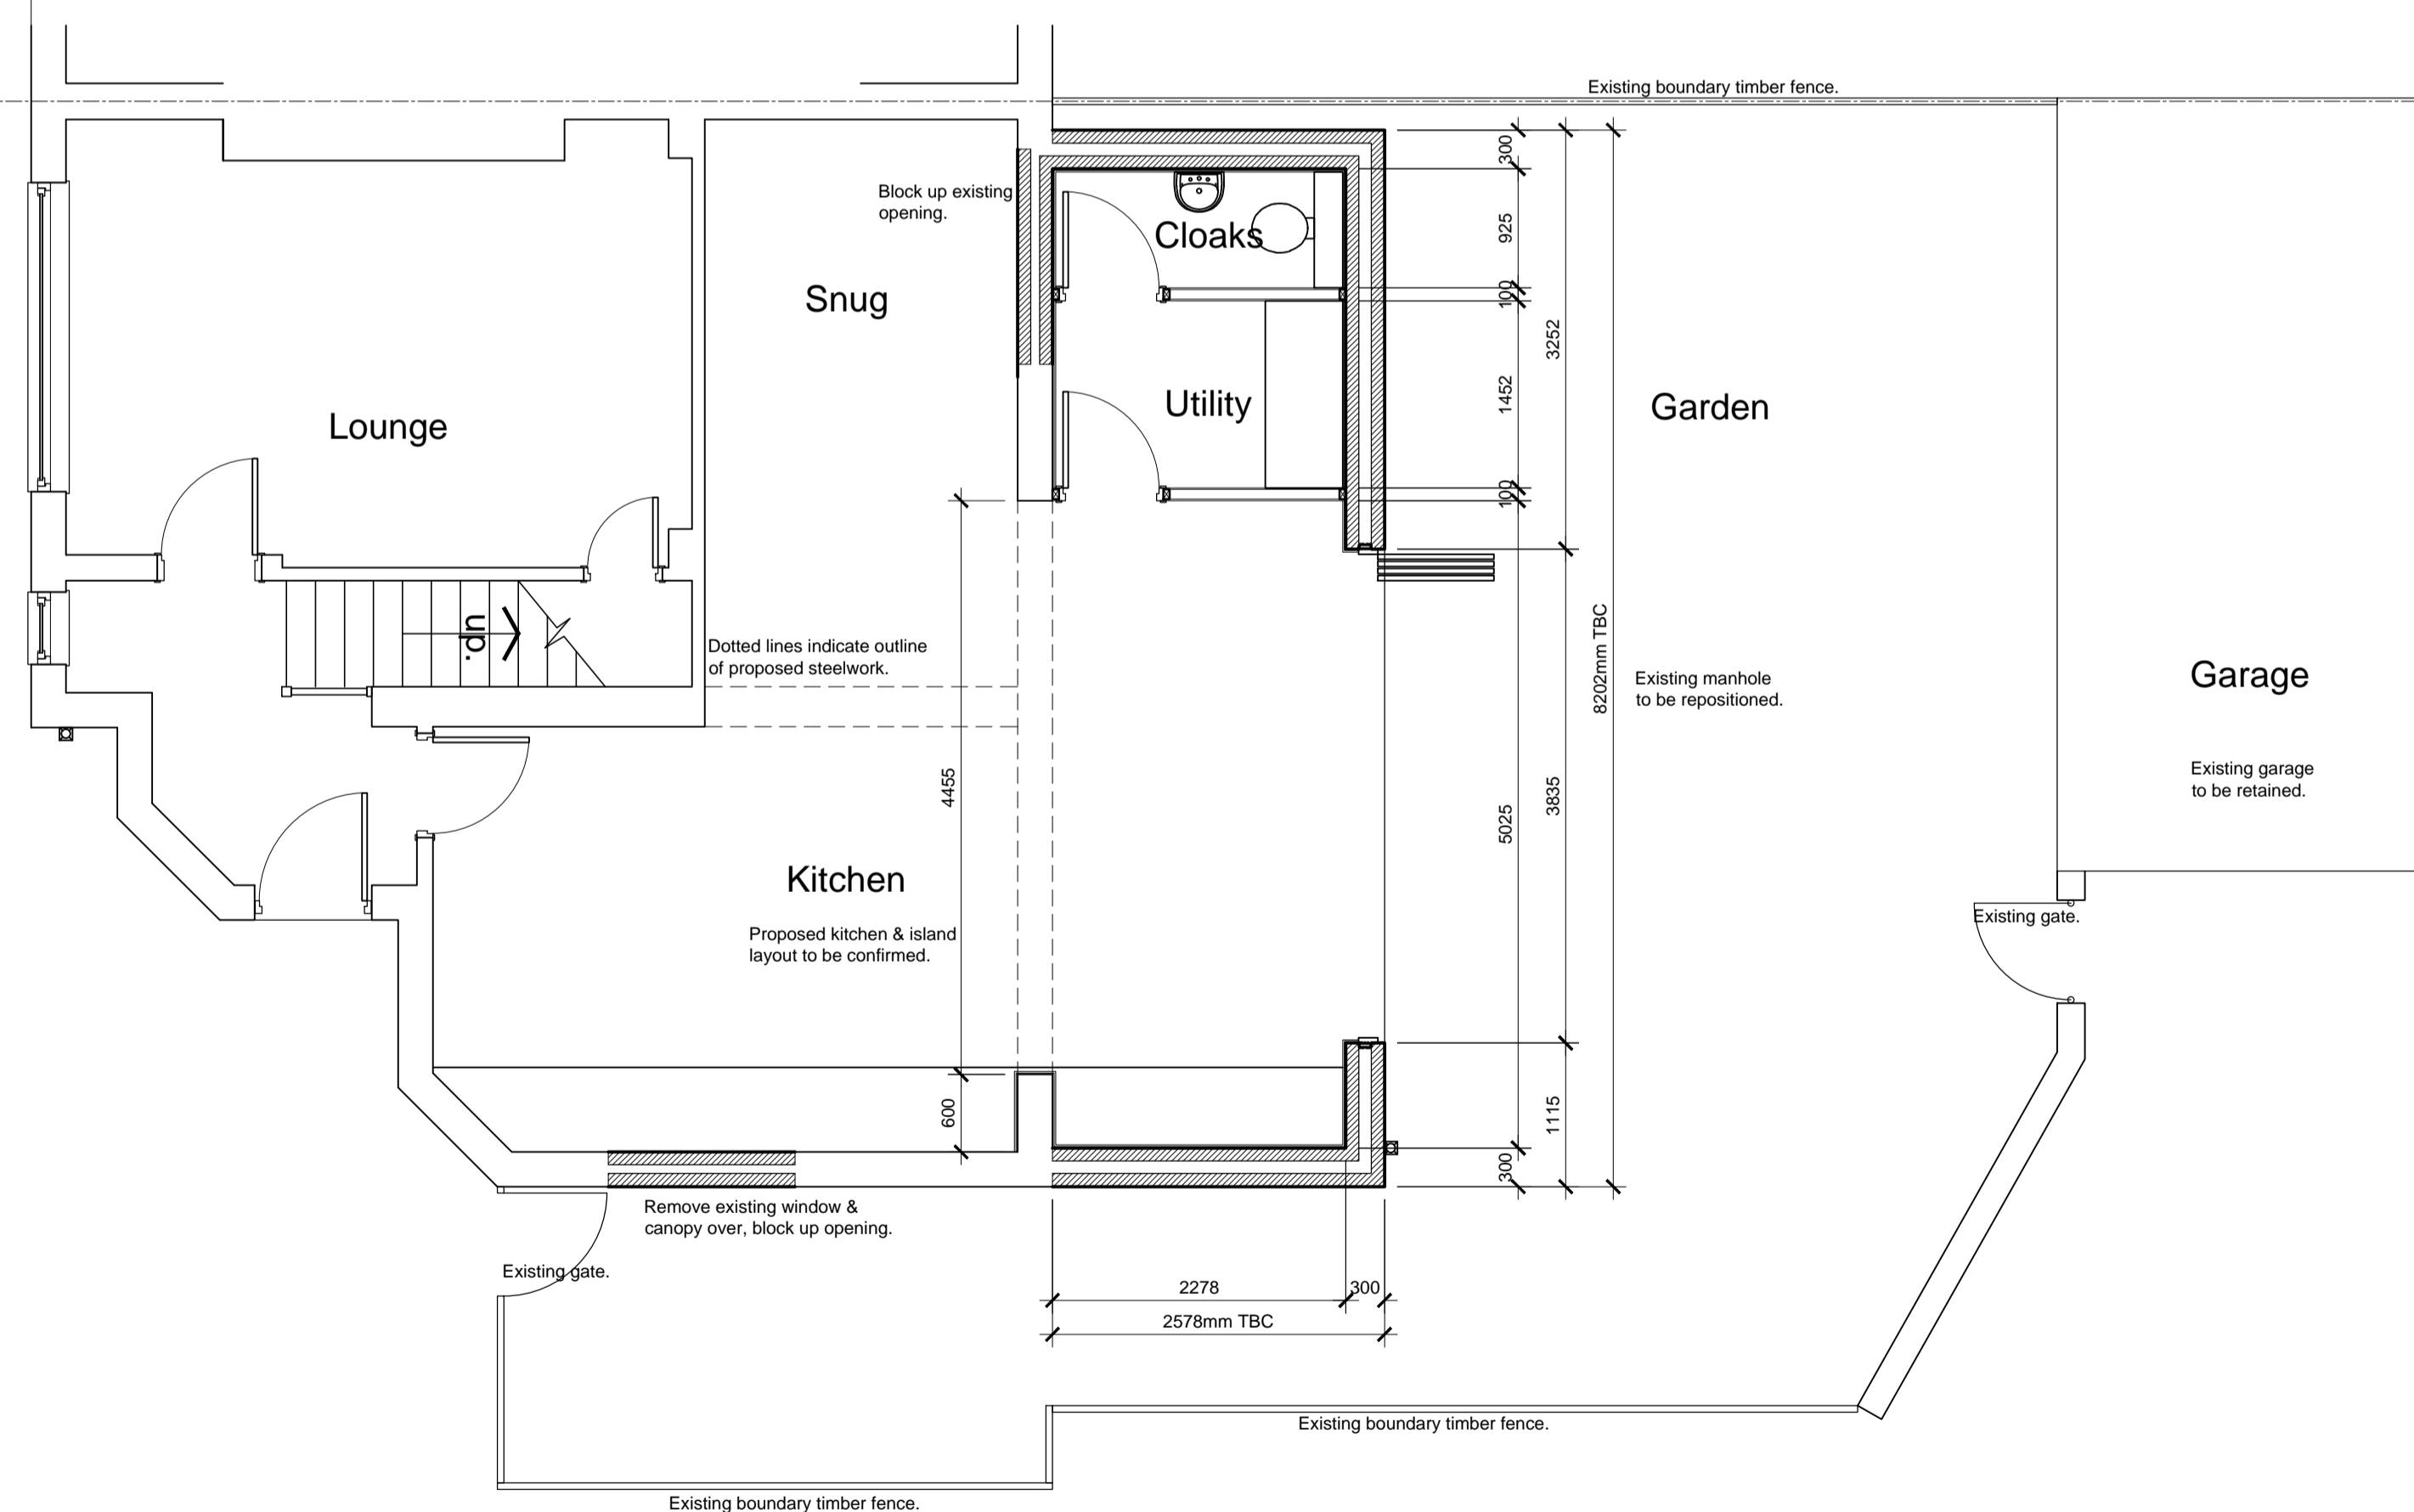 Existing boundary timber fence.
300
Block up existing
opening.
925
Cloaks
Snug
100
3252
1452
Utility
Garden
Lounge
100
up.
Dotted lines indicate outline
of proposed steelwork.
8202mm TBC
Existing manhole
to be repositioned.
Garage
Existing garage
to be retained.
4455
3835
5025
Kitchen
Existing gate.
Proposed kitchen & island
layout to be confirmed.
600
1115
300
Remove existing window &
canopy over, block up opening.
Existing gate.
2278
300
2578mm TBC
Existing boundary timber fence.
Existing boundary timber fence.